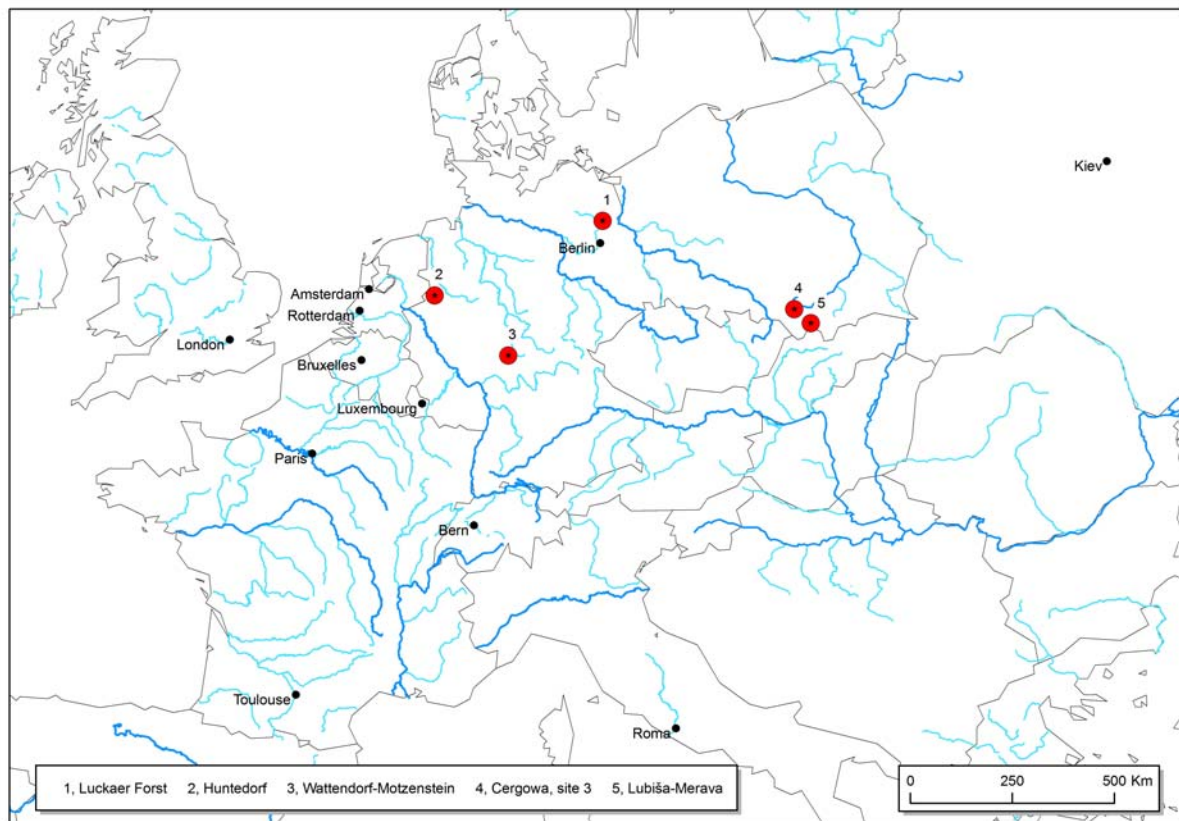 Kiev
1
Berlin
2
Amsterdam
Rotterdam
4
5
London
3
Bruxelles
Luxembourg
Paris
Bern
Toulouse
Roma
1, Luckaer Forst 2, Huntedorf 3, Wattendorf-Motzenstein 4, Cergowa, site 3 5, Lubiša-Merava
0 250 500 Km